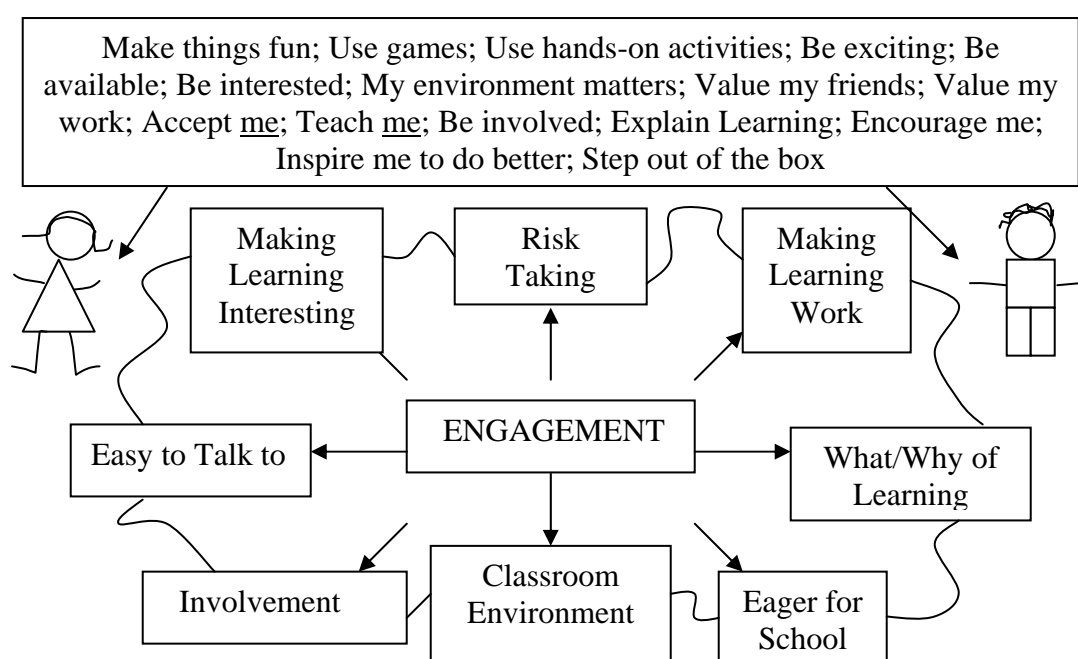 Make things fun; Use games; Use hands-on activities; Be exciting; Be
available; Be interested; My environment matters; Value my friends; Value my
work; Accept me; Teach me; Be involved; Explain Learning; Encourage me;
Inspire me to do better; Step out of the box
Making
Learning
Interesting
Risk
Taking
Making
Learning
Work
Easy to Talk to
ENGAGEMENT
What/Why of
Learning
Involvement
Classroom
Environment
Eager for
School